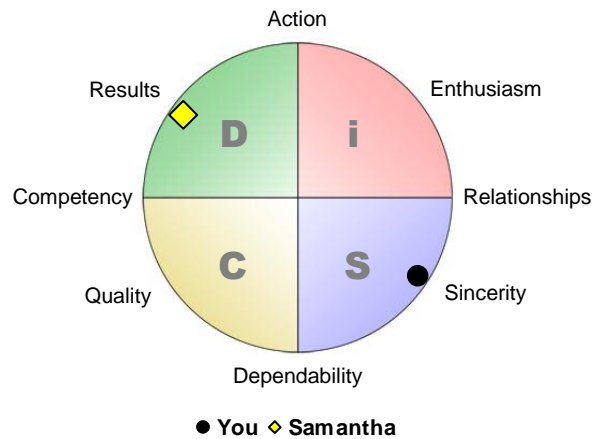 Action
Results
Enthusiasm
D
i
Competency
Relationships
C
S
Quality
Sincerity
Dependability
You Samantha